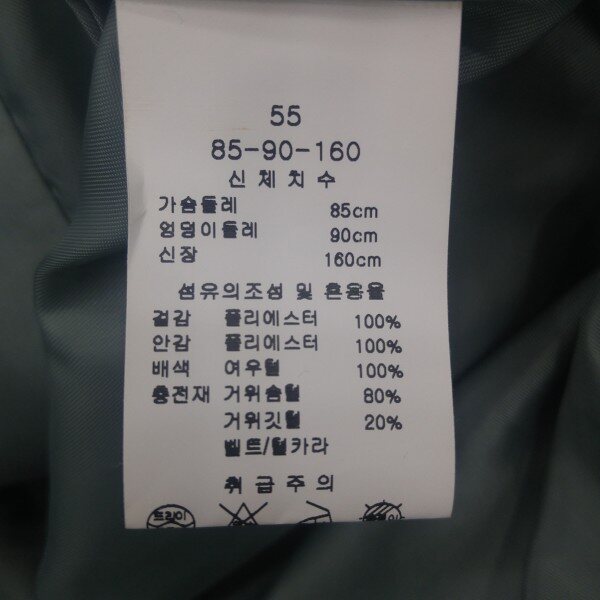 55
85-90-160
신체치수
가슴둘레 85cm
엉덩이둘레 90cm
신장 160cm
섬유의조성 및 혼용율
겉감 폴리에스터 100%
안감 폴리에스터 100%
배색 여우털 100%
충전재 거위솜털 80%
거위깃털 20%
벨트/털카라
취급주의
드라이